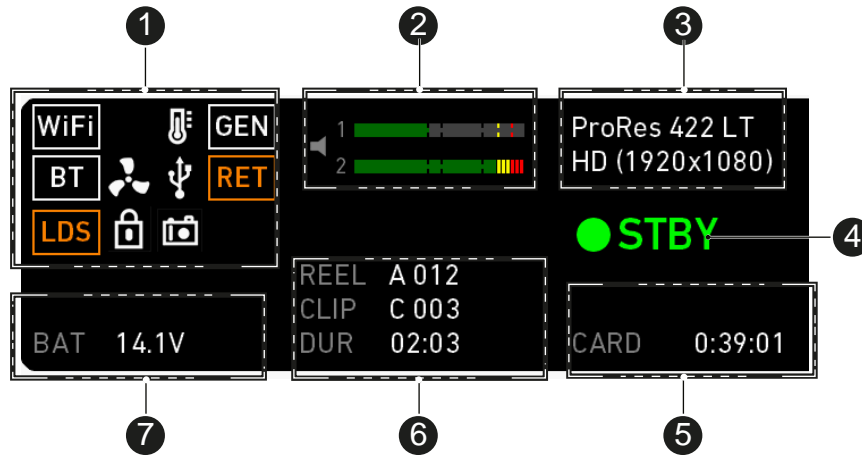 1 2 3
WiFi GEN
BT RET
LDS
1
2
ProRes 422 LT
HD (1920x1080)
STBY
4
REEL A 012
CLIP C 003
DUR 02:03
BAT 14.1V
CARD 0:39:01
7 6 5